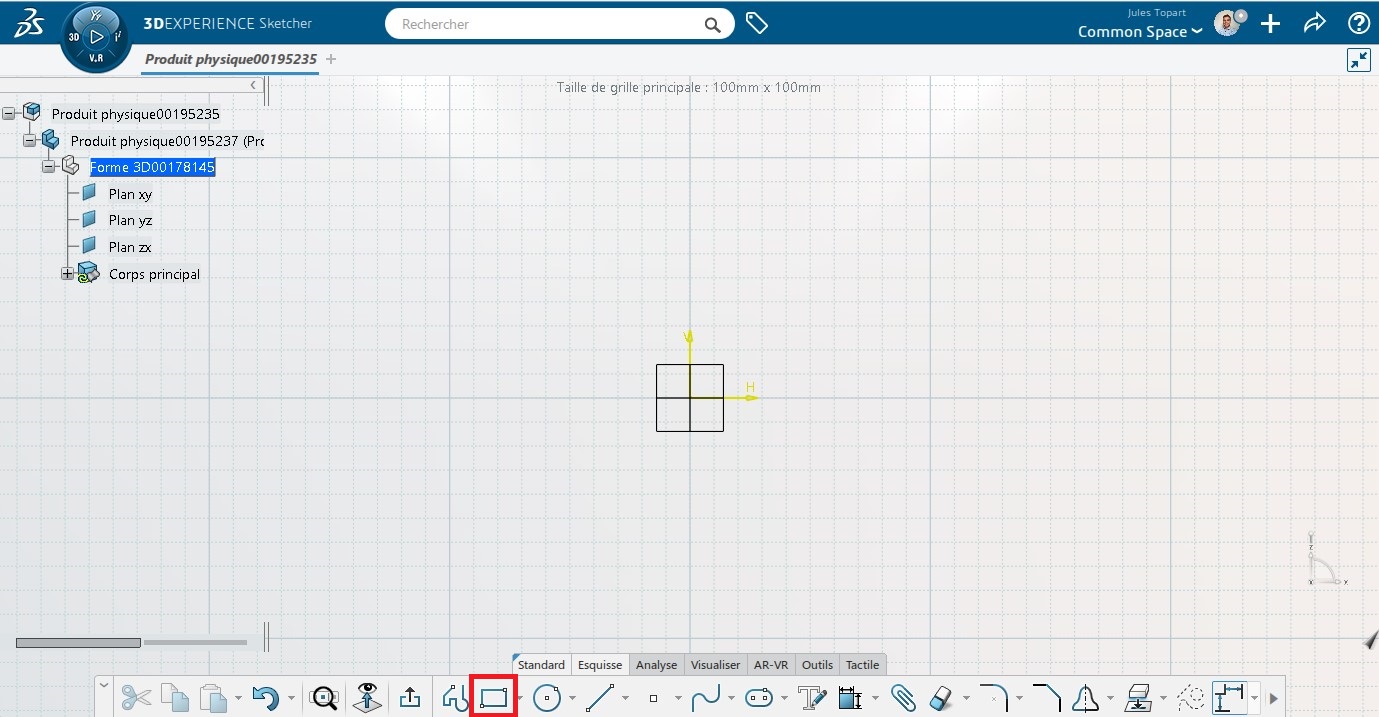 3DEXPERIENCE Sketcher
Rechercher
Jules Topart
Common Space
3D
V.R
Produit physique00195235
Taille de grille principale : 100mm x 100mm
Produit physique00195235
Produit physique00195237 (Prc
Forme 3D00178145
Plan xy
Plan yz
Plan zx
Corps principal
V
H
z
x
Standard
Esquisse
Analyse
Visualiser
AR-VR
Outils
Tactile